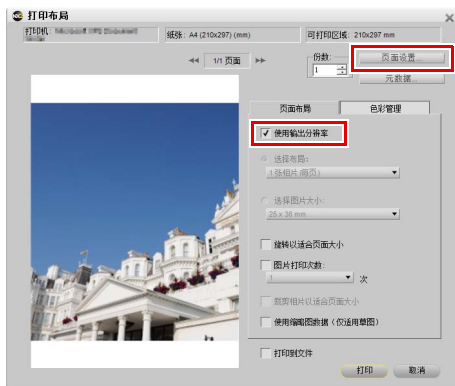 打印布局
打印机:
纸张: A4 (210x297) (mm)
可打印区域: 210x297 mm
1/1 页面
份数:
1
页面设置...
元数据...
页面布局
色彩管理
使用输出分辨率
选择布局:
1张相片/每页)
选择图片大小:
25 x 36 mm
旋转以适合页面大小
图片打印次数:
1 次
裁剪相片以适合页面大小
使用缩略图数据 (仅适用草图)
打印到文件
打印
取消